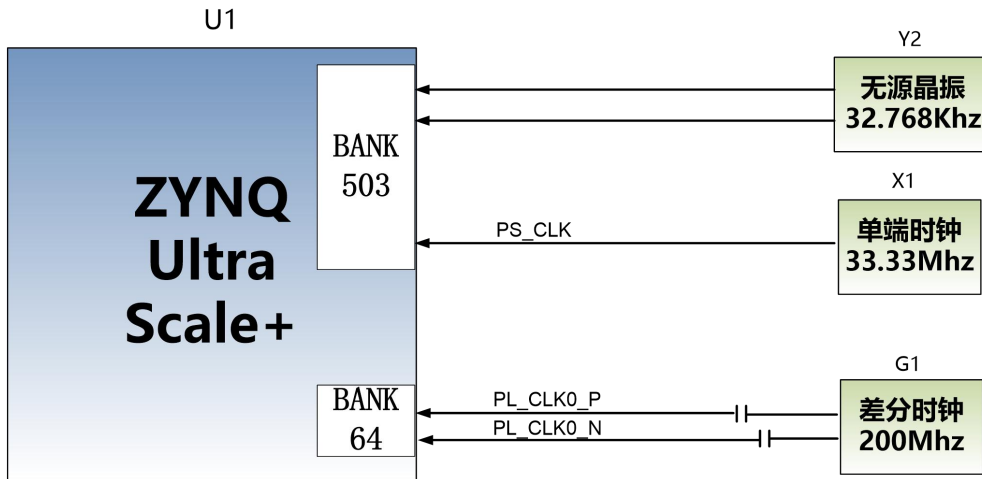 U1
ZYNQ
Ultra
Scale+
BANK
503
BANK
64
Y2
无源晶振
32.768Khz
X1
PS_CLK
单端时钟
33.33Mhz
G1
PL_CLK0_P
PL_CLK0_N
差分时钟
200Mhz